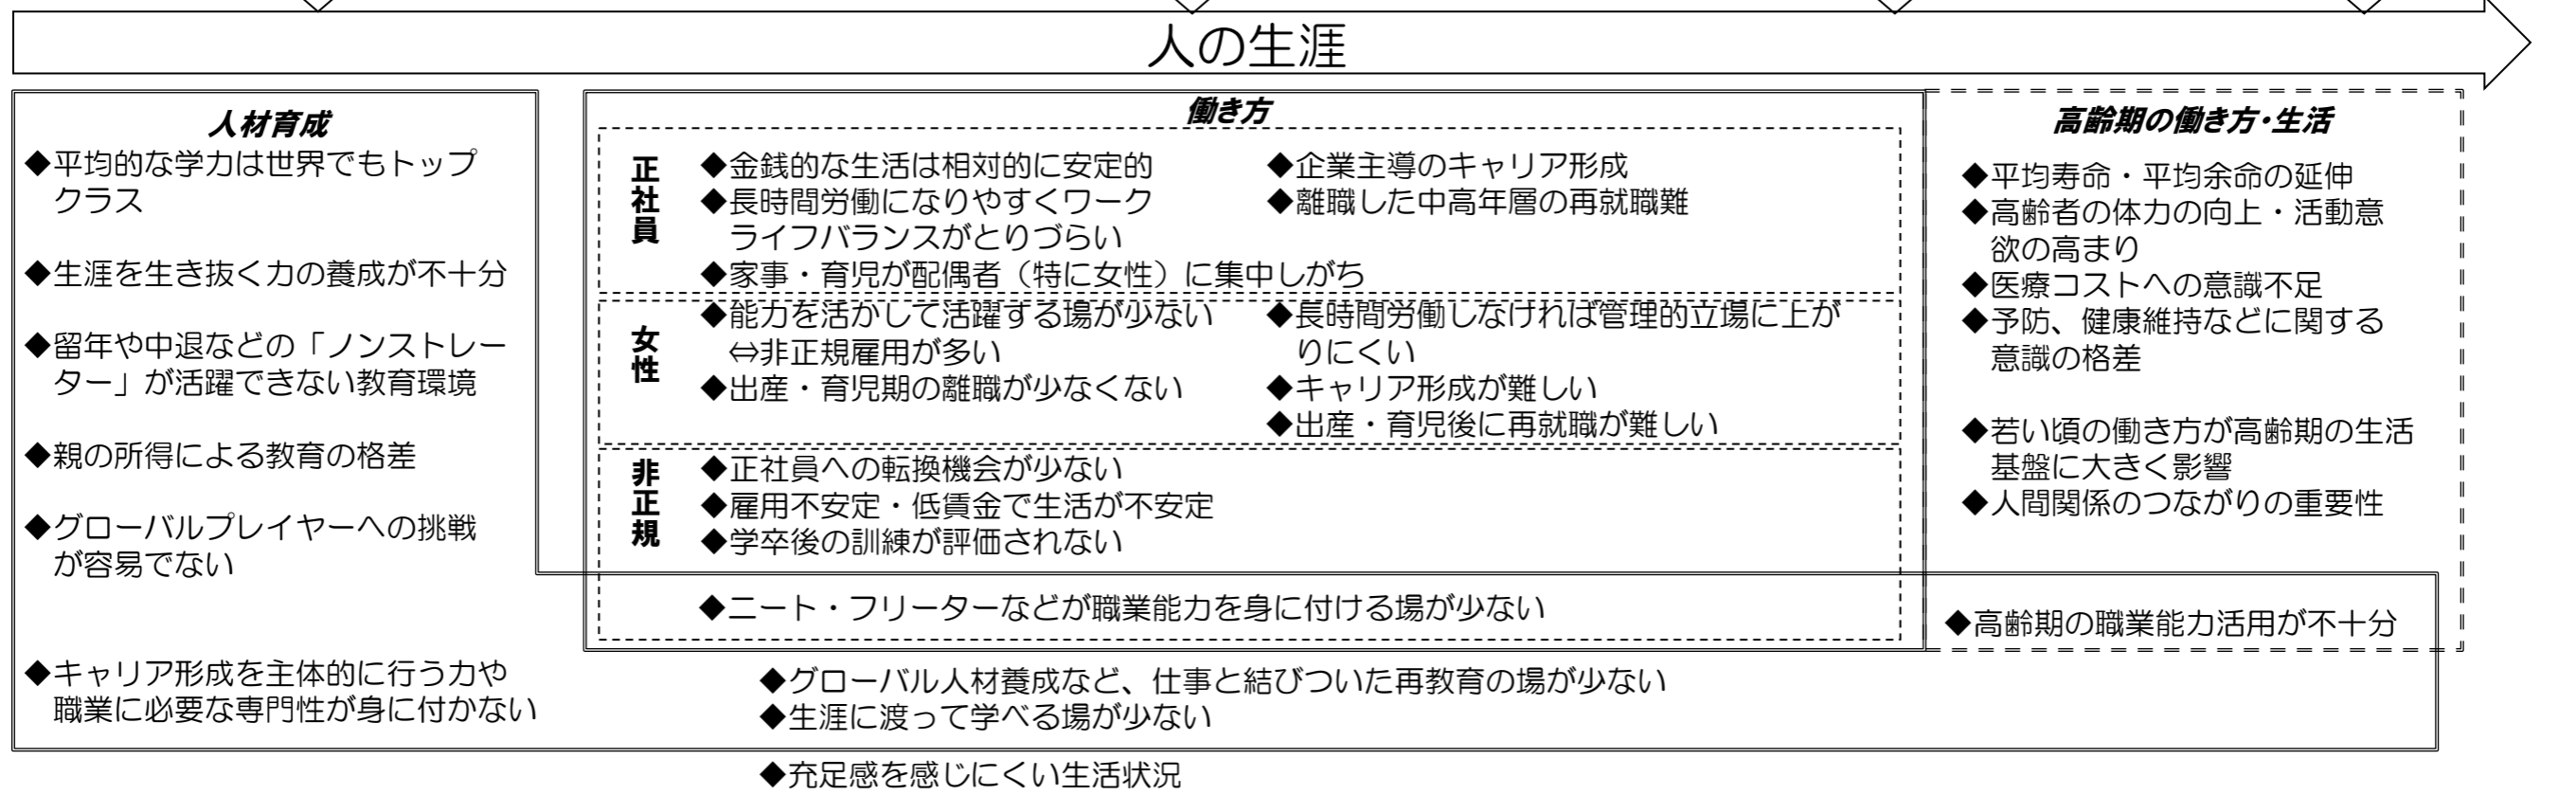 人の生涯
人材育成
◆平均的な学力は世界でもトップ
クラス
◆生涯を生き抜く力の養成が不十分
◆留年や中退などの「ノンストレー
ター」が活躍できない教育環境
◆親の所得による教育の格差
◆グローバルプレイヤーへの挑戦
が容易でない
◆キャリア形成を主体的に行う力や
職業に必要な専門性が身に付かない
働き方
正社員
◆金銭的な生活は相対的に安定的
◆長時間労働になりやすくワーク
ライフバランスがとりづらい
◆家事・育児が配偶者（特に女性）に集中しがち
◆企業主導のキャリア形成
◆離職した中高年層の再就職難
女性
◆能力を活かして活躍する場が少ない
⇔非正規雇用が多い
◆出産・育児期の離職が少なくない
◆長時間労働しなければ管理的立場に上が
りにくい
◆キャリア形成が難しい
◆出産・育児後に再就職が難しい
非正規
◆正社員への転換機会が少ない
◆雇用不安定・低賃金で生活が不安定
◆学卒後の訓練が評価されない
◆ニート・フリーターなどが職業能力を身に付ける場が少ない
◆グローバル人材養成など、仕事と結びついた再教育の場が少ない
◆生涯に渡って学べる場が少ない
◆充足感を感じにくい生活状況
高齢期の働き方・生活
◆平均寿命・平均余命の延伸
◆高齢者の体力の向上・活動意
欲の高まり
◆医療コストへの意識不足
◆予防、健康維持などに関する
意識の格差
◆若い頃の働き方が高齢期の生活
基盤に大きく影響
◆人間関係のつながりの重要性
◆高齢期の職業能力活用が不十分